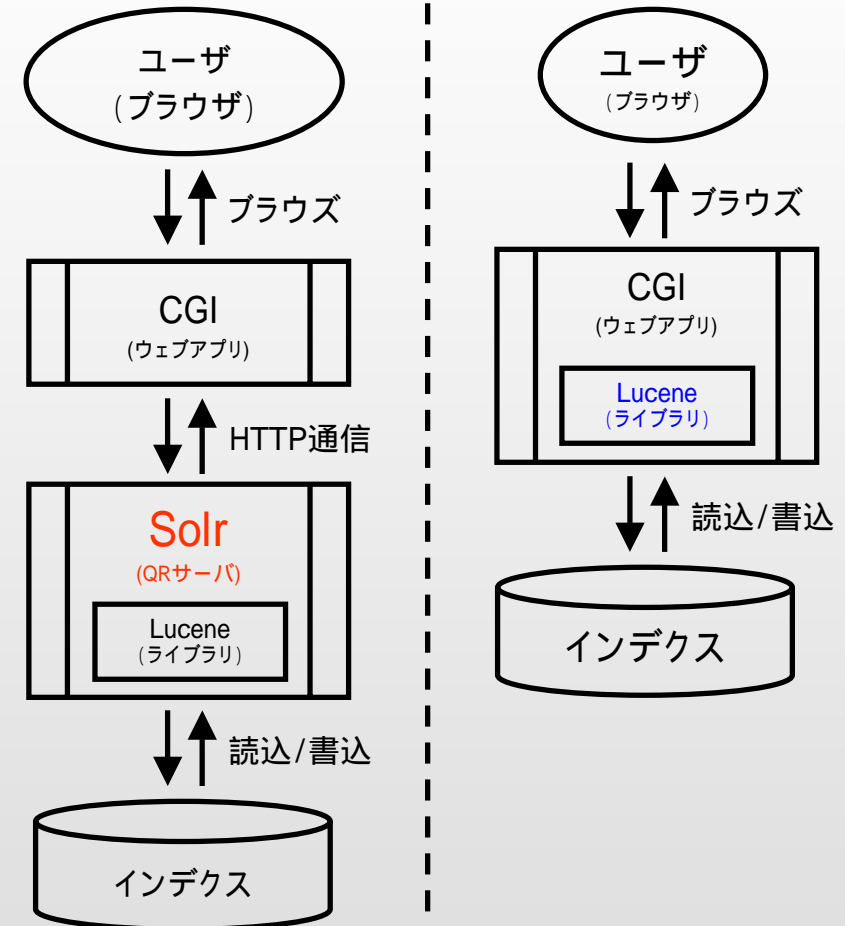 ユーザ
(ブラウザ)
ブラウズ
CGI
(ウェブアプリ)
HTTP通信
Solr
(QRサーバ)
Lucene
(ライブラリ)
読込/書込
インデクス
ユーザ
(ブラウザ)
ブラウズ
CGI
(ウェブアプリ)
Lucene
(ライブラリ)
読込/書込
インデクス